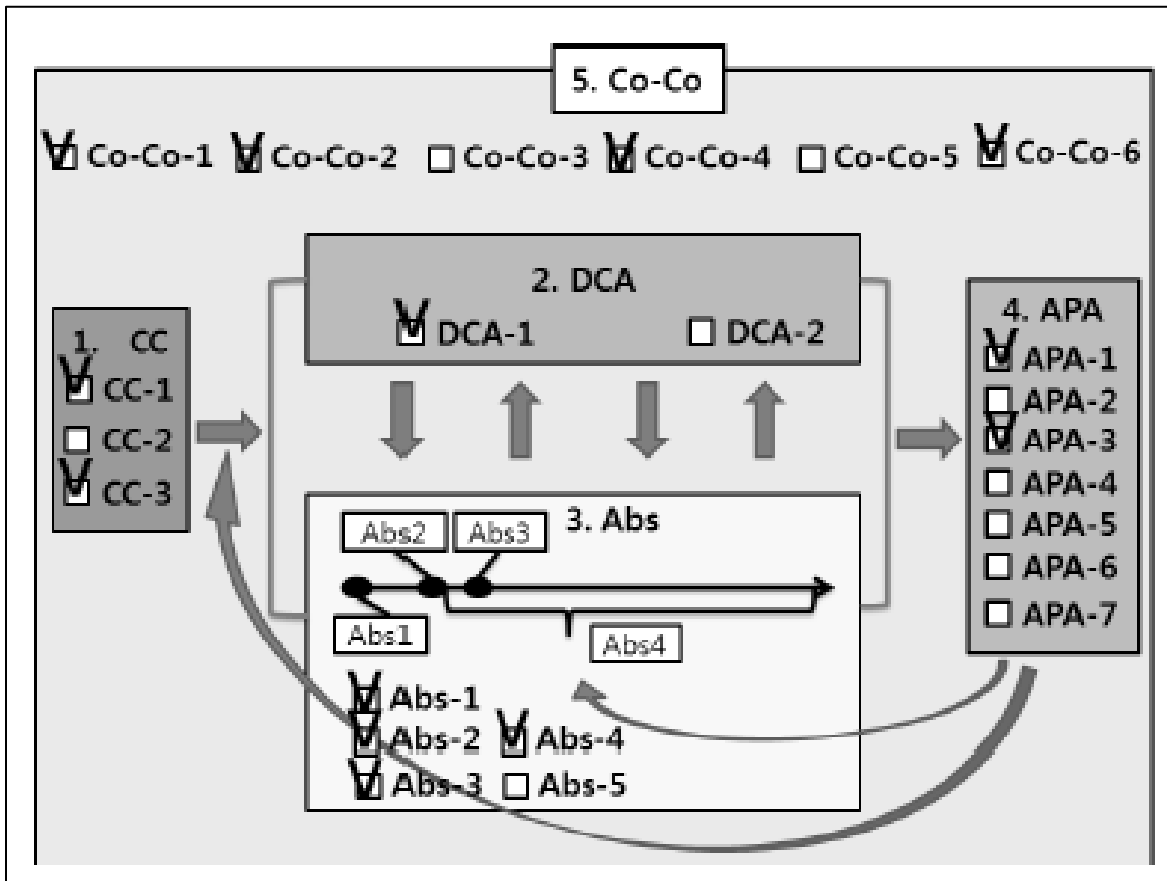 5. Co-Co
Co-Co-1 Co-Co-2 Co-Co-3 Co-Co-4 Co-Co-5 Co-Co-6
2. DCA
DCA-1 DCA-2
1. CC
CC-1
CC-2
CC-3
4. APA
APA-1
APA-2
APA-3
APA-4
APA-5
APA-6
APA-7
3. Abs
Abs2 Abs3
Abs1 Abs4
Abs-1
Abs-2 Abs-4
Abs-3 Abs-5